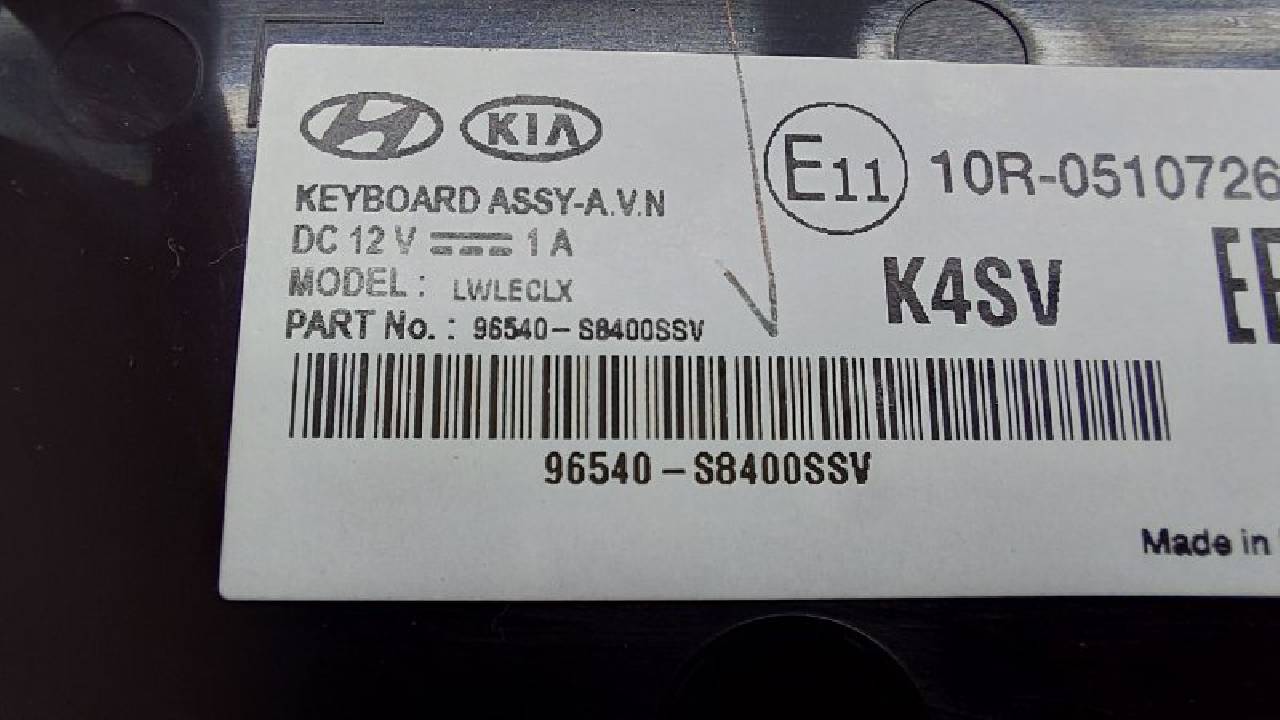 KIA
KEYBOARD ASSY-A.V.N
DC 12 V ⎓ 1 A
MODEL : LWLECLX
PART No. : 96540-S8400SSV
E11 10R-0510726
K4SV
96540-S8400SSV
Made in